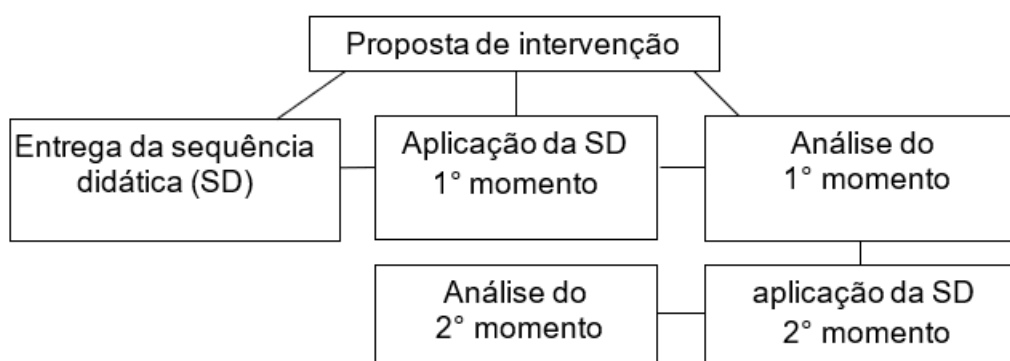 Proposta de intervenção
Entrega da sequência
didática (SD)
Aplicação da SD
1° momento
Análise do
1° momento
Análise do
2° momento
aplicação da SD
2° momento